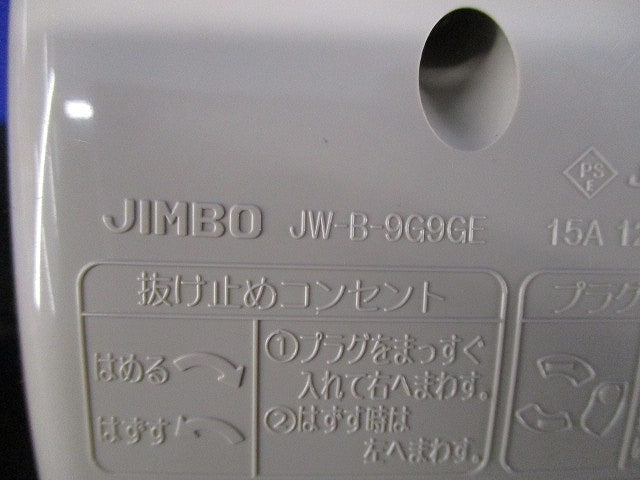 PS
E
JIMBO JW-B-9G9GE 15A 12
抜け止めコンセント
はめる
はずす
①プラグをまっすぐ
入れて右へまわす。
②はずす時は
左へまわす。
プラグ